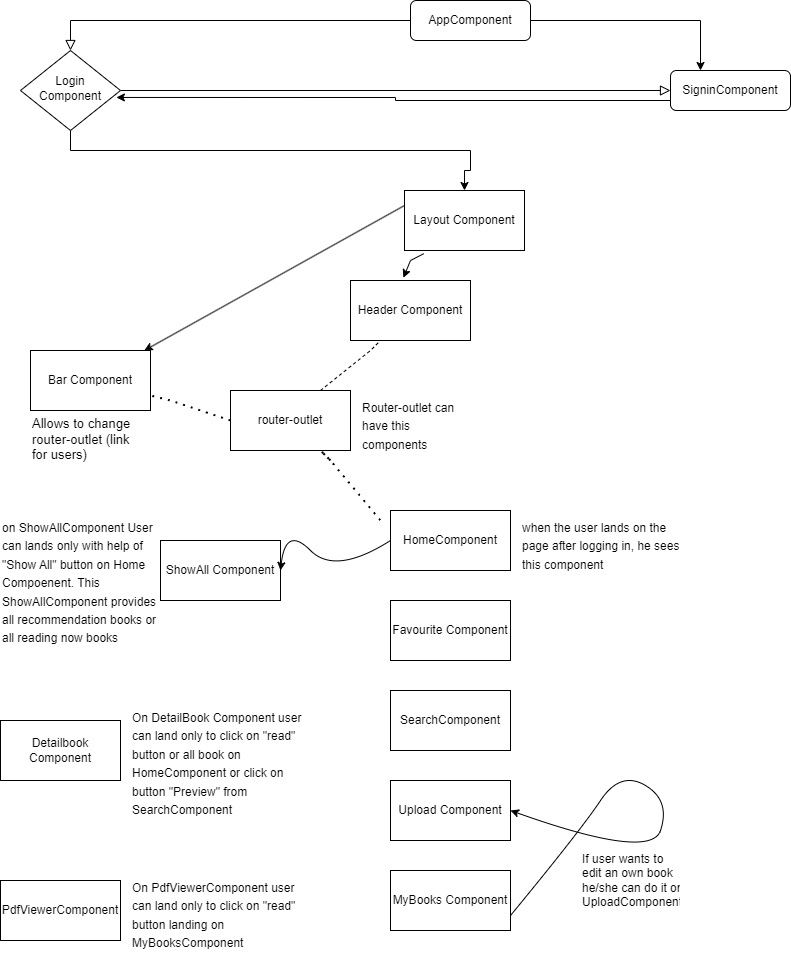 AppComponent
Login
Component
SigninComponent
Layout Component
Header Component
Bar Component
Allows to change
router-outlet (link
for users)
router-outlet
Router-outlet can
have this
components
on ShowAllComponent User
can lands only with help of
"Show All" button on Home
Compoenent. This
ShowAllComponent provides
all recommendation books or
all reading now books
ShowAll Component
HomeComponent
when the user lands on the
page after logging in, he sees
this component
Favourite Component
SearchComponent
Detailbook
Component
On DetailBook Component user
can land only to click on "read"
button or all book on
HomeComponent or click on
button "Preview" from
SearchComponent
Upload Component
If user wants to
edit an own book
he/she can do it on
UploadComponent
MyBooks Component
PdfViewerComponent
On PdfViewerComponent user
can land only to click on "read"
button landing on
MyBooksComponent